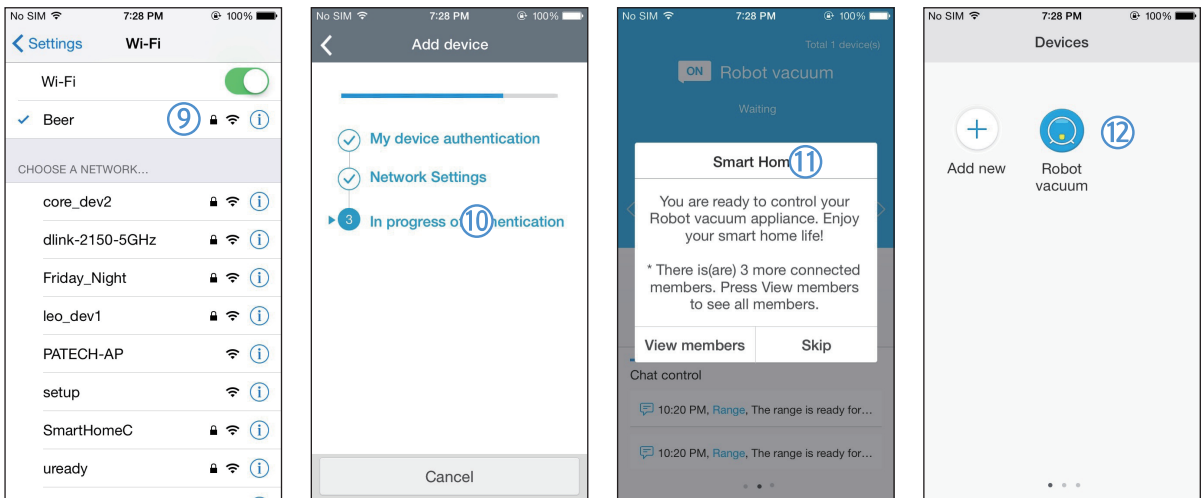 No SIM 7:28 PM 100%
Settings Wi-Fi
Wi-Fi
Beer ⑨
CHOOSE A NETWORK...
core_dev2
dlink-2150-5GHz
Friday_Night
leo_dev1
PATECH-AP
setup
SmartHomeC
uready
No SIM 7:28 PM 100%
Add device
My device authentication
Network Settings
3 In progress of ⑩hentication
No SIM 7:28 PM 100%
Total 1 device(s)
ON Robot vacuum
Waiting
Smart Hom⑪
You are ready to control your
Robot vacuum appliance. Enjoy
your smart home life!
* There is(are) 3 more connected
members. Press View members
to see all members.
View members Skip
Chat control
10:20 PM, Range, The range is ready for...
10:20 PM, Range, The range is ready for...
Cancel
No SIM 7:28 PM 100%
Devices
⑫
Add new Robot
vacuum